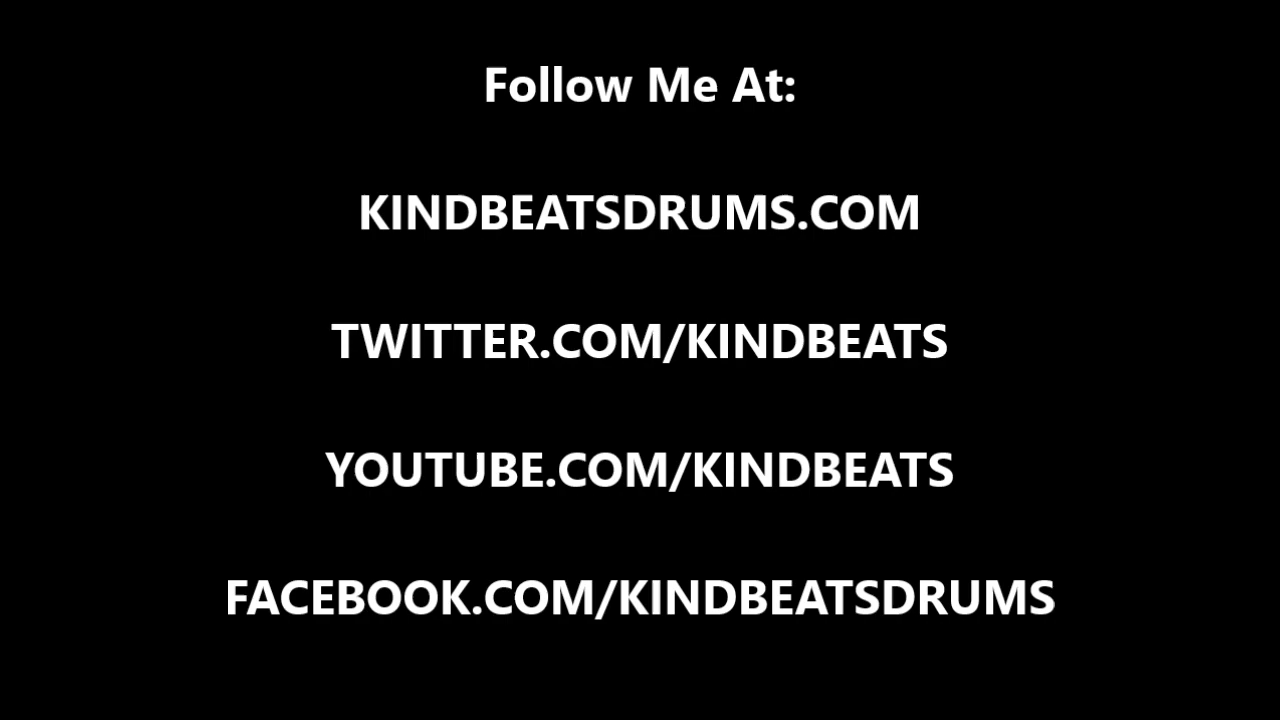 Follow Me At:
KINDBEATSDRUMS.COM
TWITTER.COM/KINDBEATS
YOUTUBE.COM/KINDBEATS
FACEBOOK.COM/KINDBEATSDRUMS